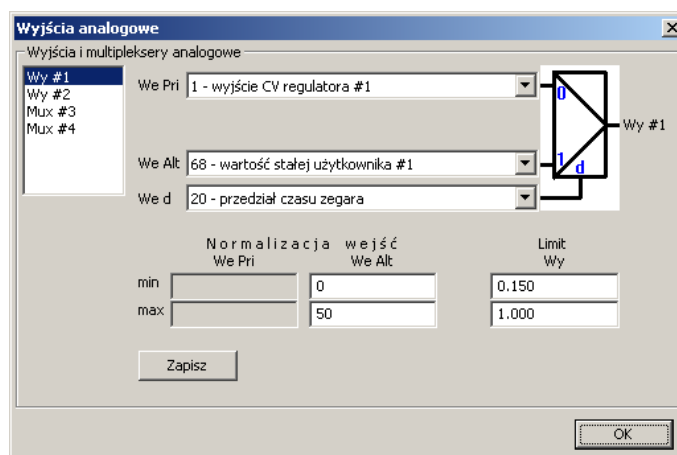 Wyjścia analogowe
Wyjścia i multipleksery analogowe
Wy #1
Wy #2
Mux #3
Mux #4
We Pri 1 - wyjście CV regulatora #1
0
Wy #1
We Alt 68 - wartość stałej użytkownika #1
1
d
We d 20 - przedział czasu zegara
Normalizacja wejść Limit
We Pri We Alt Wy
min 0 0.150
max 50 1.000
Zapisz
OK